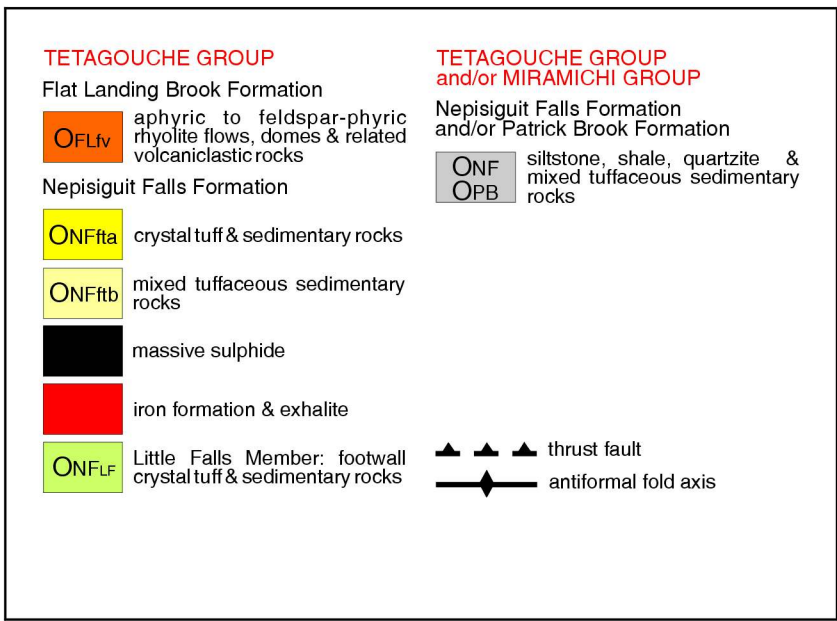 TETAGOUCHE GROUP
Flat Landing Brook Formation
OFLfv
aphyric to feldspar-phyric
rhyolite flows, domes & related
volcaniclastic rocks
Nepisiguit Falls Formation
ONFfta
crystal tuff & sedimentary rocks
ONFftb
mixed tuffaceous sedimentary
rocks
massive sulphide
iron formation & exhalite
ONFLF
Little Falls Member: footwall
crystal tuff & sedimentary rocks
TETAGOUCHE GROUP
and/or MIRAMICHI GROUP
Nepisiguit Falls Formation
and/or Patrick Brook Formation
ONF
OPB
siltstone, shale, quartzite &
mixed tuffaceous sedimentary
rocks
thrust fault
antiformal fold axis